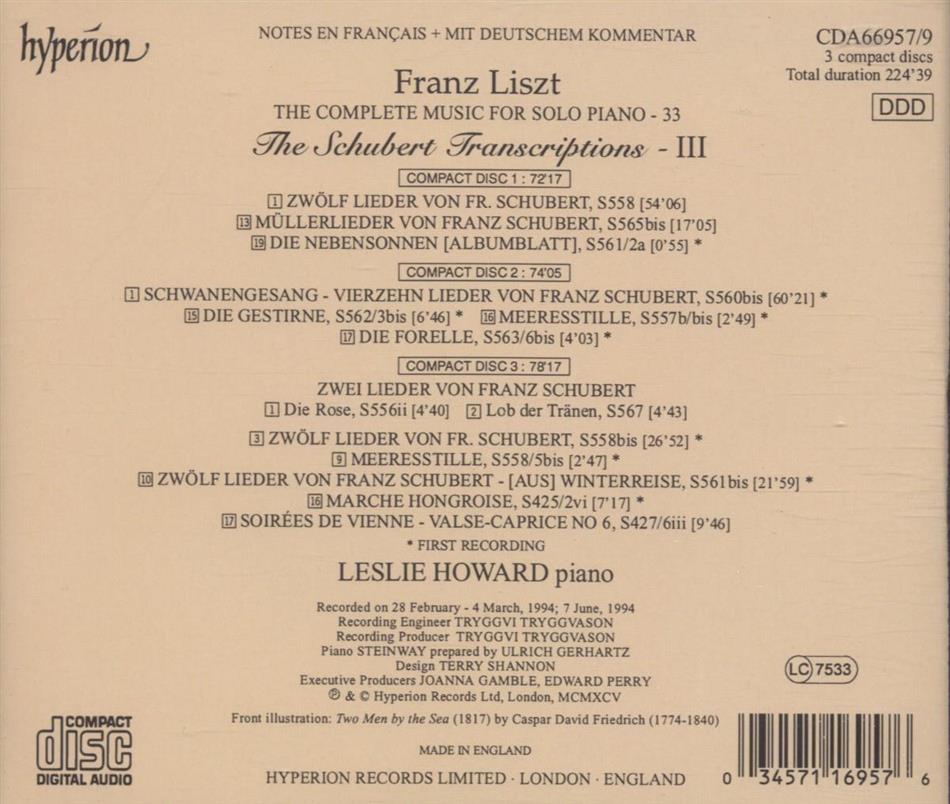 hyperion
NOTES EN FRANÇAIS + MIT DEUTSCHEM KOMMENTAR
CDA66957/9
3 compact discs
Total duration 224'39
DDD
Franz Liszt
THE COMPLETE MUSIC FOR SOLO PIANO - 33
The Schubert Transcriptions - III
COMPACT DISC 1 : 72'17
1 ZWÖLF LIEDER VON FR. SCHUBERT, S558 [54'06]
13 MÜLLERLIEDER VON FRANZ SCHUBERT, S565bis [17'05]
19 DIE NEBENSONNEN [ALBUMBLATT], S561/2a [0'55] *
COMPACT DISC 2 : 74'05
1 SCHWANENGESANG - VIERZEHN LIEDER VON FRANZ SCHUBERT, S560bis [60'21] *
15 DIE GESTIRNE, S562/3bis [6'46] * 16 MEERESSTILLE, S557b/bis [2'49] *
17 DIE FORELLE, S563/6bis [4'03] *
COMPACT DISC 3 : 78'17
ZWEI LIEDER VON FRANZ SCHUBERT
1 Die Rose, S556ii [4'40] 2 Lob der Tränen, S567 [4'43]
3 ZWÖLF LIEDER VON FR. SCHUBERT, S558bis [26'52] *
9 MEERESSTILLE, S558/5bis [2'47] *
10 ZWÖLF LIEDER VON FRANZ SCHUBERT - [AUS] WINTERREISE, S561bis [21'59] *
16 MARCHE HONGROISE, S425/2vi [7'17] *
17 SOIRÉES DE VIENNE - VALSE-CAPRICE NO 6, S427/6iii [9'46]
* FIRST RECORDING
LESLIE HOWARD piano
Recorded on 28 February - 4 March, 1994; 7 June, 1994
Recording Engineer TRYGGVI TRYGGVASON
Recording Producer TRYGGVI TRYGGVASON
Piano STEINWAY prepared by ULRICH GERHARTZ
Design TERRY SHANNON
Executive Producers JOANNA GAMBLE, EDWARD PERRY
℗ & © Hyperion Records Ltd, London, MCMXCV
LC 7533
Front illustration: Two Men by the Sea (1817) by Caspar David Friedrich (1774-1840)
COMPACT
disc
DIGITAL AUDIO
MADE IN ENGLAND
HYPERION RECORDS LIMITED · LONDON · ENGLAND
0 34571 16957 6